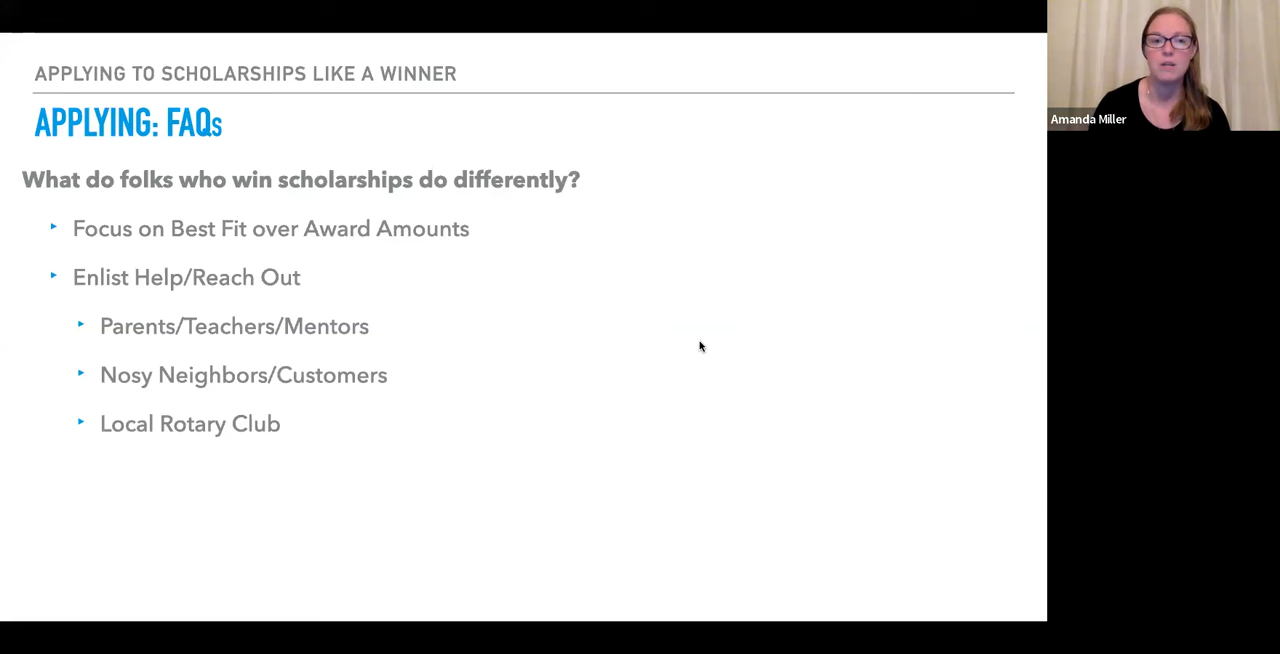 APPLYING TO SCHOLARSHIPS LIKE A WINNER
APPLYING: FAQs
What do folks who win scholarships do differently?
Focus on Best Fit over Award Amounts
Enlist Help/Reach Out
Parents/Teachers/Mentors
Nosy Neighbors/Customers
Local Rotary Club
Amanda Miller